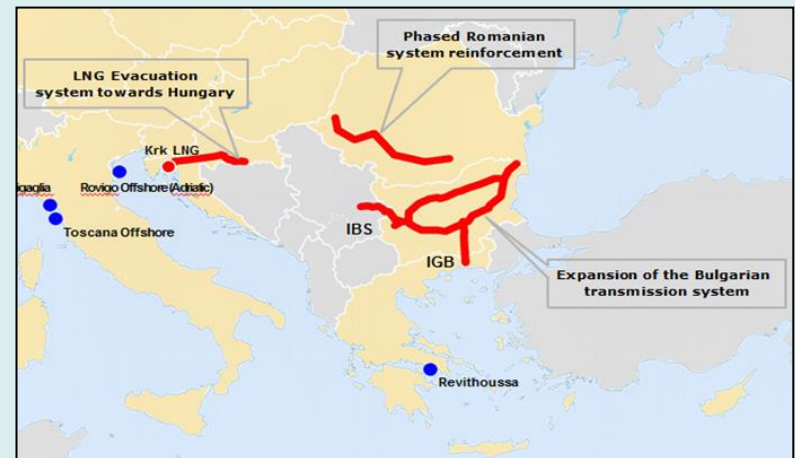 Phased Romanian
system reinforcement
LNG Evacuation
system towards Hungary
Krk LNG
igaglia
Rovigo Offshore (Adriatic)
Toscana Offshore
IBS
IGB
Expansion of the Bulgarian
transmission system
Revithoussa